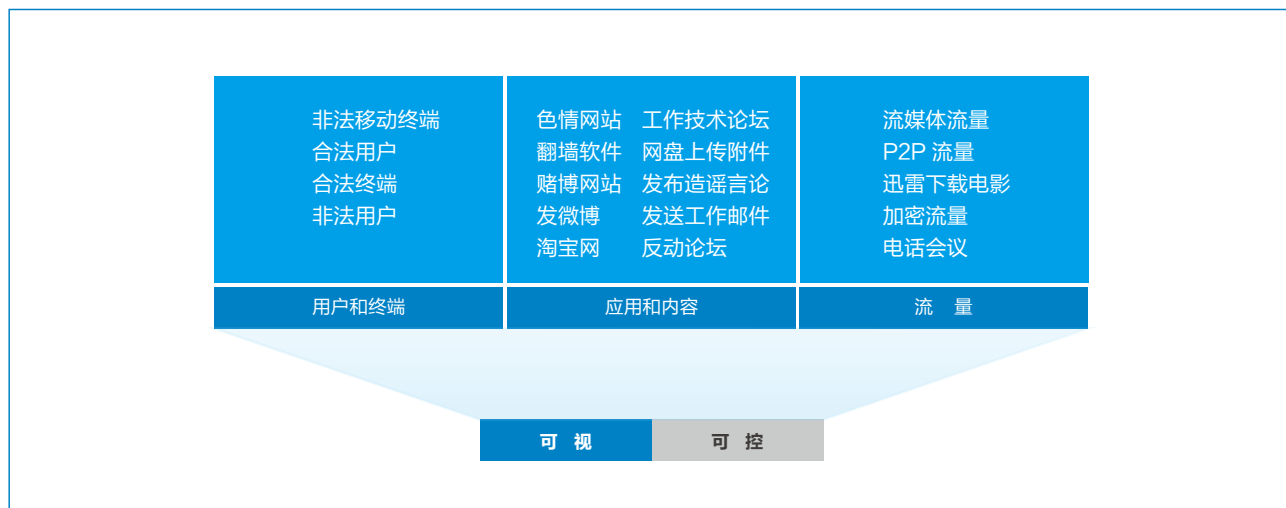 非法移动终端
合法用户
合法终端
非法用户
色情网站 工作技术论坛
翻墙软件 网盘上传附件
赌博网站 发布造谣言论
发微博 发送工作邮件
淘宝网 反动论坛
流媒体流量
P2P 流量
迅雷下载电影
加密流量
电话会议
用户和终端
应用和内容
流 量
可 视
可 控